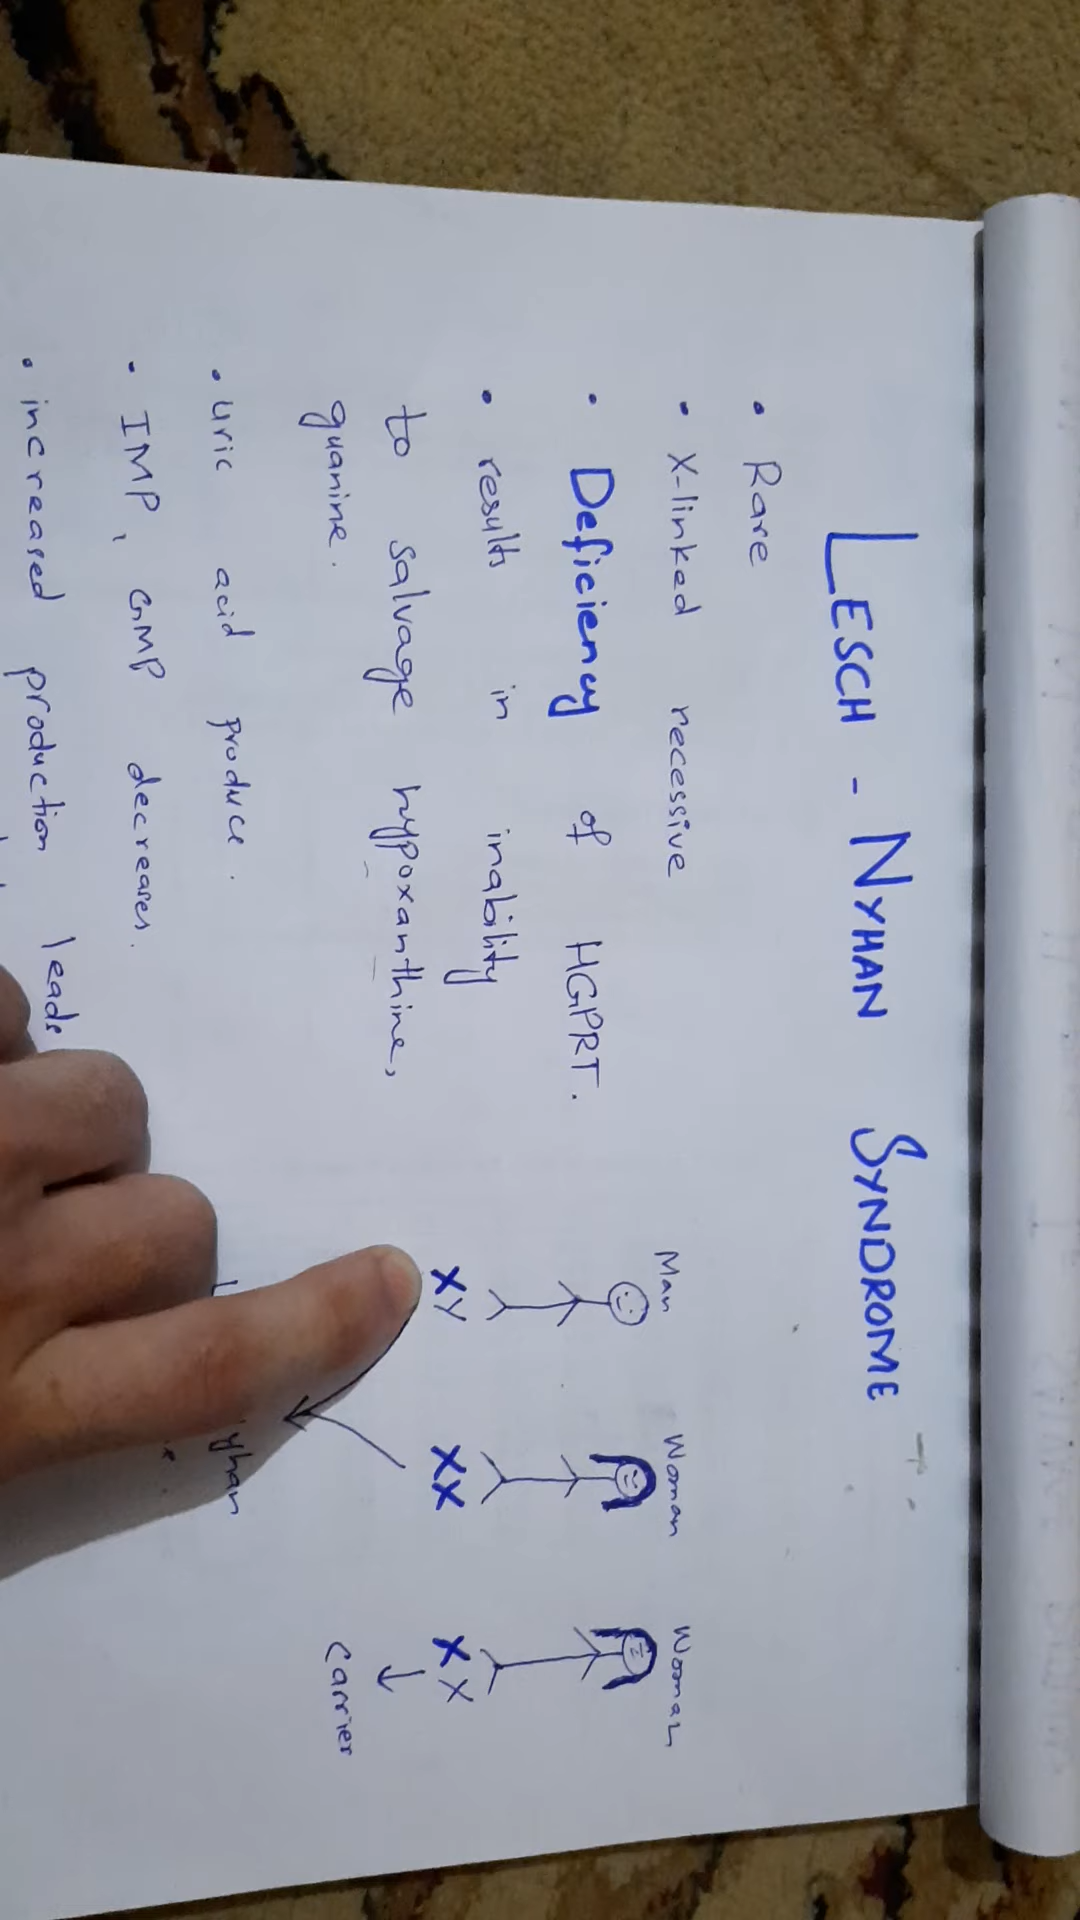 LESCH - NYHAN SYNDROME
• Rare
• X-linked recessive
• Deficiency of HGPRT.
• results in inability
to salvage hypoxanthine,
guanine.
• uric acid produce.
• IMP, GMP decreases.
• increased production leads
Man Woman Woman
XY XX XX
carrier
yhan